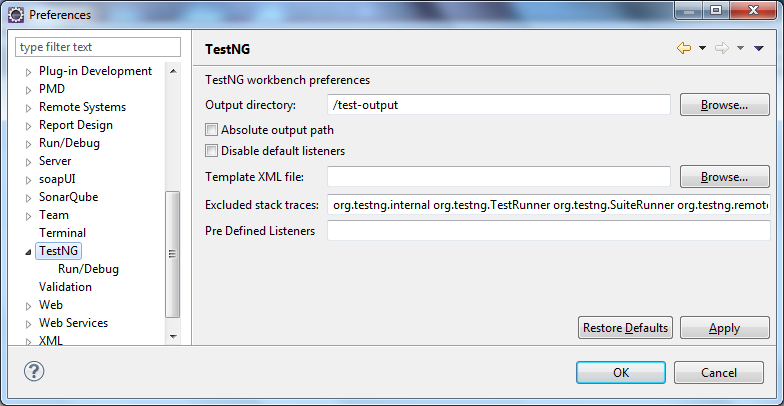 Preferences
type filter text
Plug-in Development
PMD
Remote Systems
Report Design
Run/Debug
Server
soapUI
SonarQube
Team
Terminal
TestNG
Run/Debug
Validation
Web
Web Services
XML
TestNG
TestNG workbench preferences
Output directory: /test-output Browse...
Absolute output path
Disable default listeners
Template XML file: Browse...
Excluded stack traces: org.testng.internal org.testng.TestRunner org.testng.SuiteRunner org.testng.remote
Pre Defined Listeners
Restore Defaults Apply
? OK Cancel